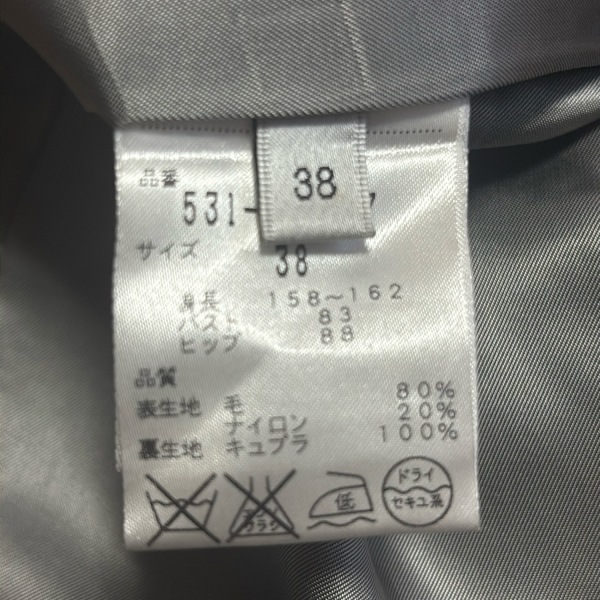 品番
38
531-
サイズ
38
身長 158～162
バスト 83
ヒップ 88
品質
表生地 毛 80%
ナイロン 20%
裏生地 キュプラ 100%
低
ドライ
セキユ系